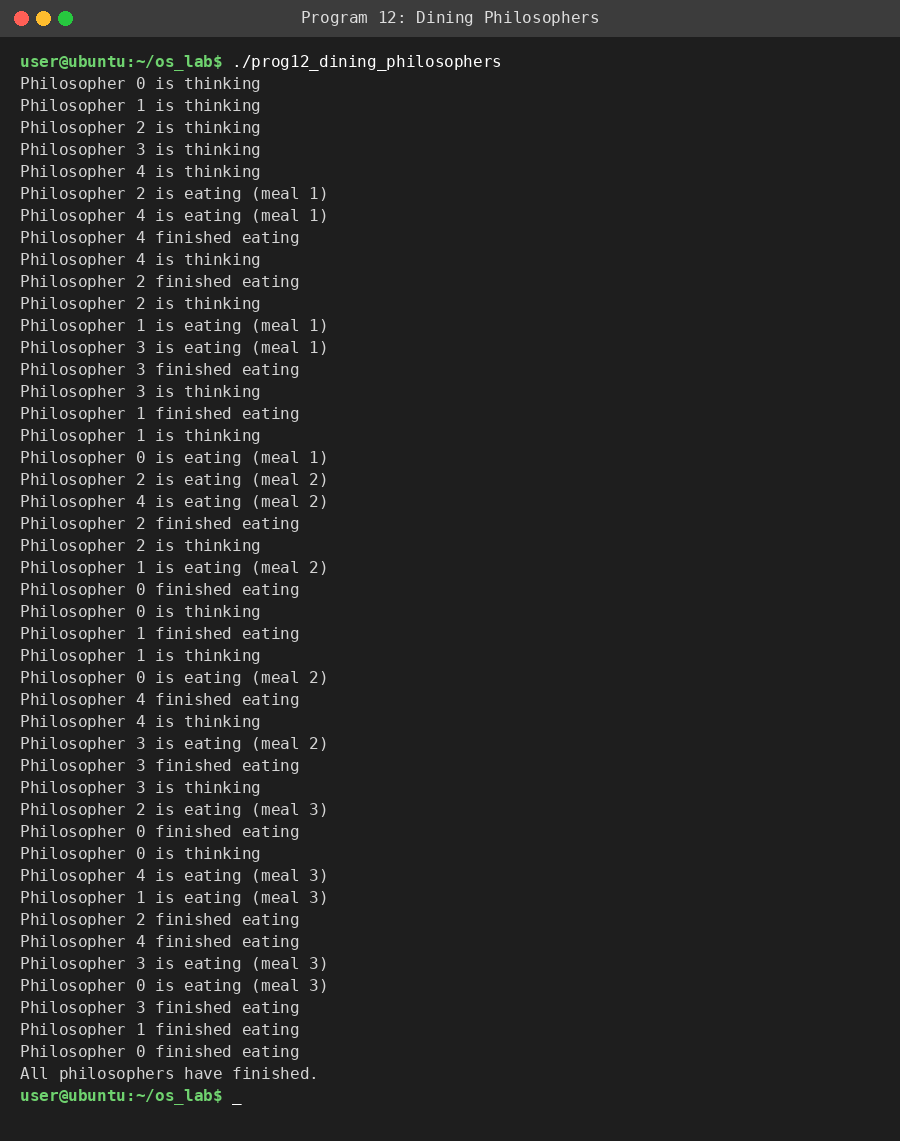 Program 12: Dining Philosophers
user@ubuntu:~/os_lab$ ./prog12_dining_philosophers
Philosopher 0 is thinking
Philosopher 1 is thinking
Philosopher 2 is thinking
Philosopher 3 is thinking
Philosopher 4 is thinking
Philosopher 2 is eating (meal 1)
Philosopher 4 is eating (meal 1)
Philosopher 4 finished eating
Philosopher 4 is thinking
Philosopher 2 finished eating
Philosopher 2 is thinking
Philosopher 1 is eating (meal 1)
Philosopher 3 is eating (meal 1)
Philosopher 3 finished eating
Philosopher 3 is thinking
Philosopher 1 finished eating
Philosopher 1 is thinking
Philosopher 0 is eating (meal 1)
Philosopher 2 is eating (meal 2)
Philosopher 4 is eating (meal 2)
Philosopher 2 finished eating
Philosopher 2 is thinking
Philosopher 1 is eating (meal 2)
Philosopher 0 finished eating
Philosopher 0 is thinking
Philosopher 1 finished eating
Philosopher 1 is thinking
Philosopher 0 is eating (meal 2)
Philosopher 4 finished eating
Philosopher 4 is thinking
Philosopher 3 is eating (meal 2)
Philosopher 3 finished eating
Philosopher 3 is thinking
Philosopher 2 is eating (meal 3)
Philosopher 0 finished eating
Philosopher 0 is thinking
Philosopher 4 is eating (meal 3)
Philosopher 1 is eating (meal 3)
Philosopher 2 finished eating
Philosopher 4 finished eating
Philosopher 3 is eating (meal 3)
Philosopher 0 is eating (meal 3)
Philosopher 3 finished eating
Philosopher 1 finished eating
Philosopher 0 finished eating
All philosophers have finished.
user@ubuntu:~/os_lab$ _